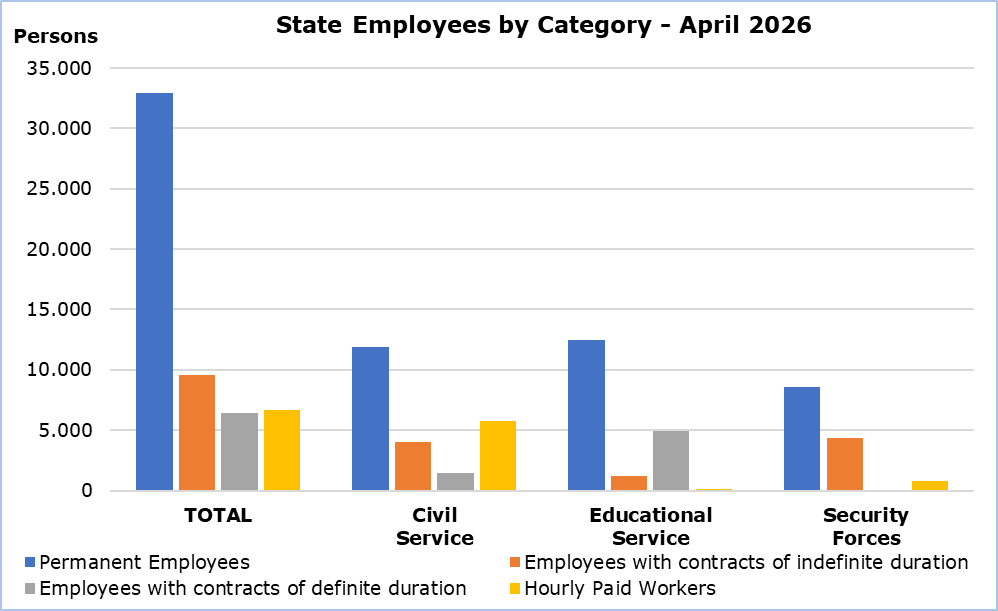 State Employees by Category - April 2026
Persons
35.000
30.000
25.000
20.000
15.000
10.000
5.000
0
TOTAL
Civil
Service
Educational
Service
Security
Forces
Permanent Employees
Employees with contracts of indefinite duration
Employees with contracts of definite duration
Hourly Paid Workers